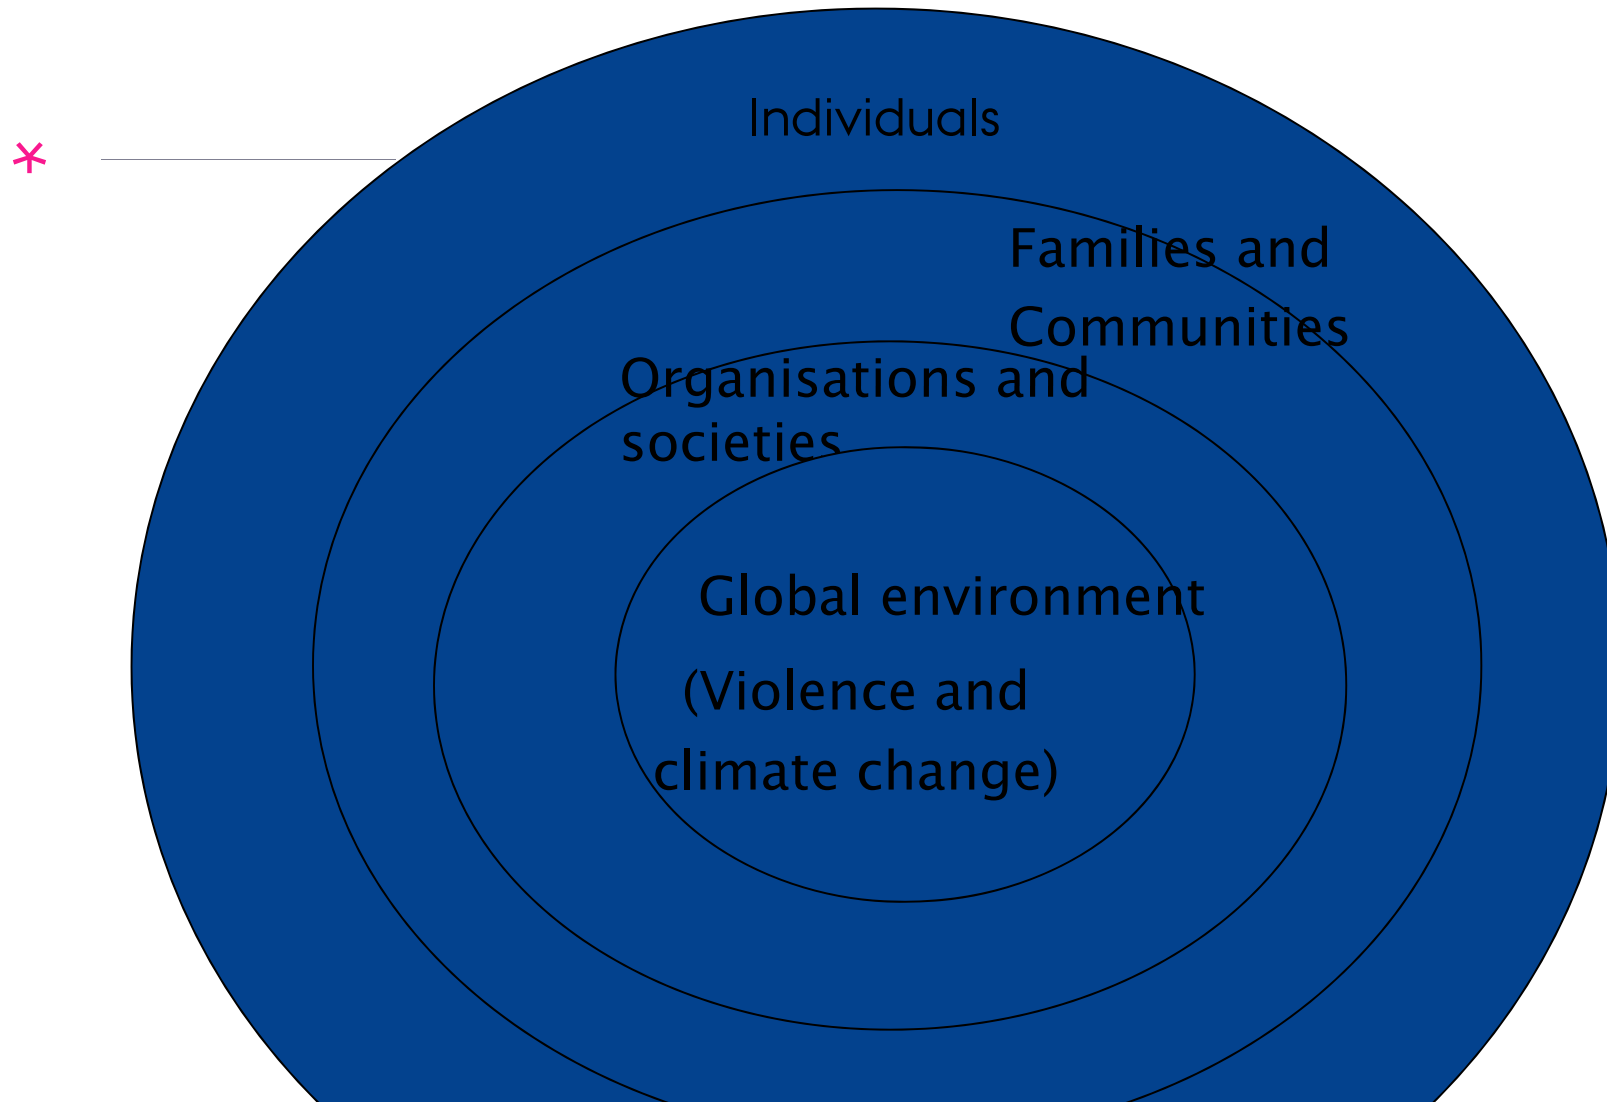 Individuals
*
Families and
Communities
Organisations and
societies
Global environment
(Violence and
climate change)